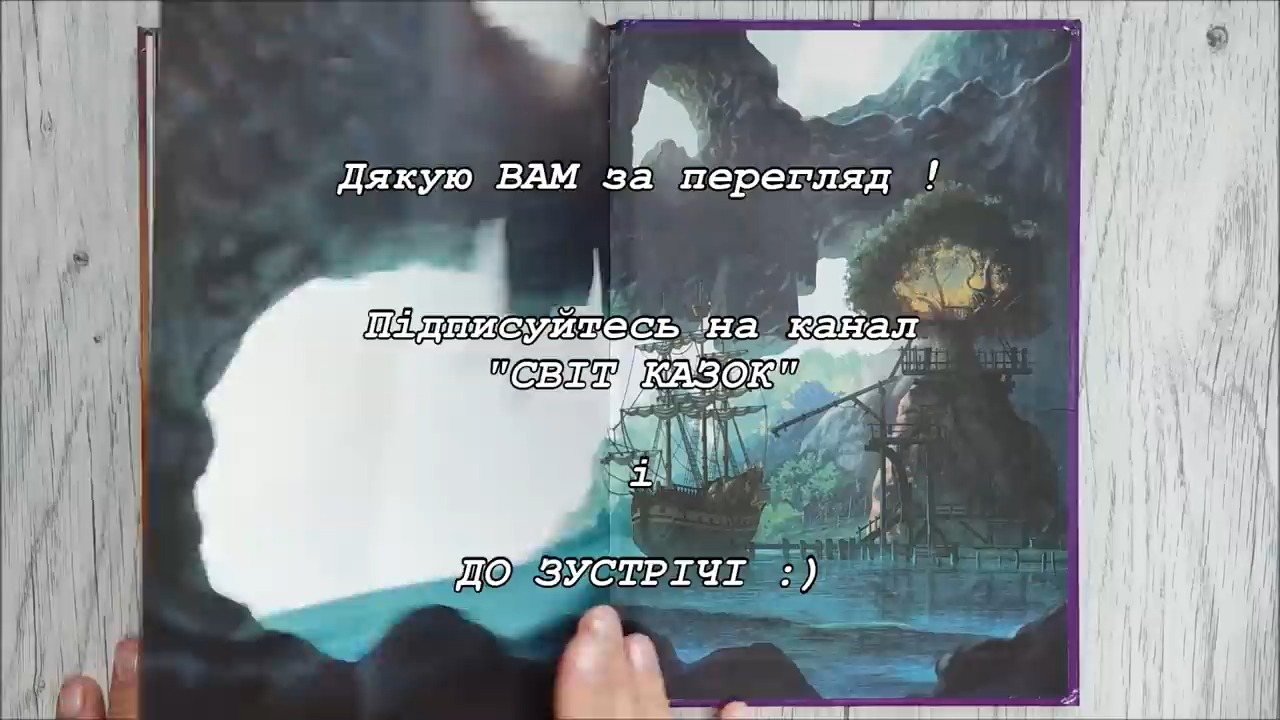 Дякую ВАМ за перегляд !
Підписуйтесь на канал
"СВІТ КАЗОК"
і
ДО ЗУСТРІЧІ :)